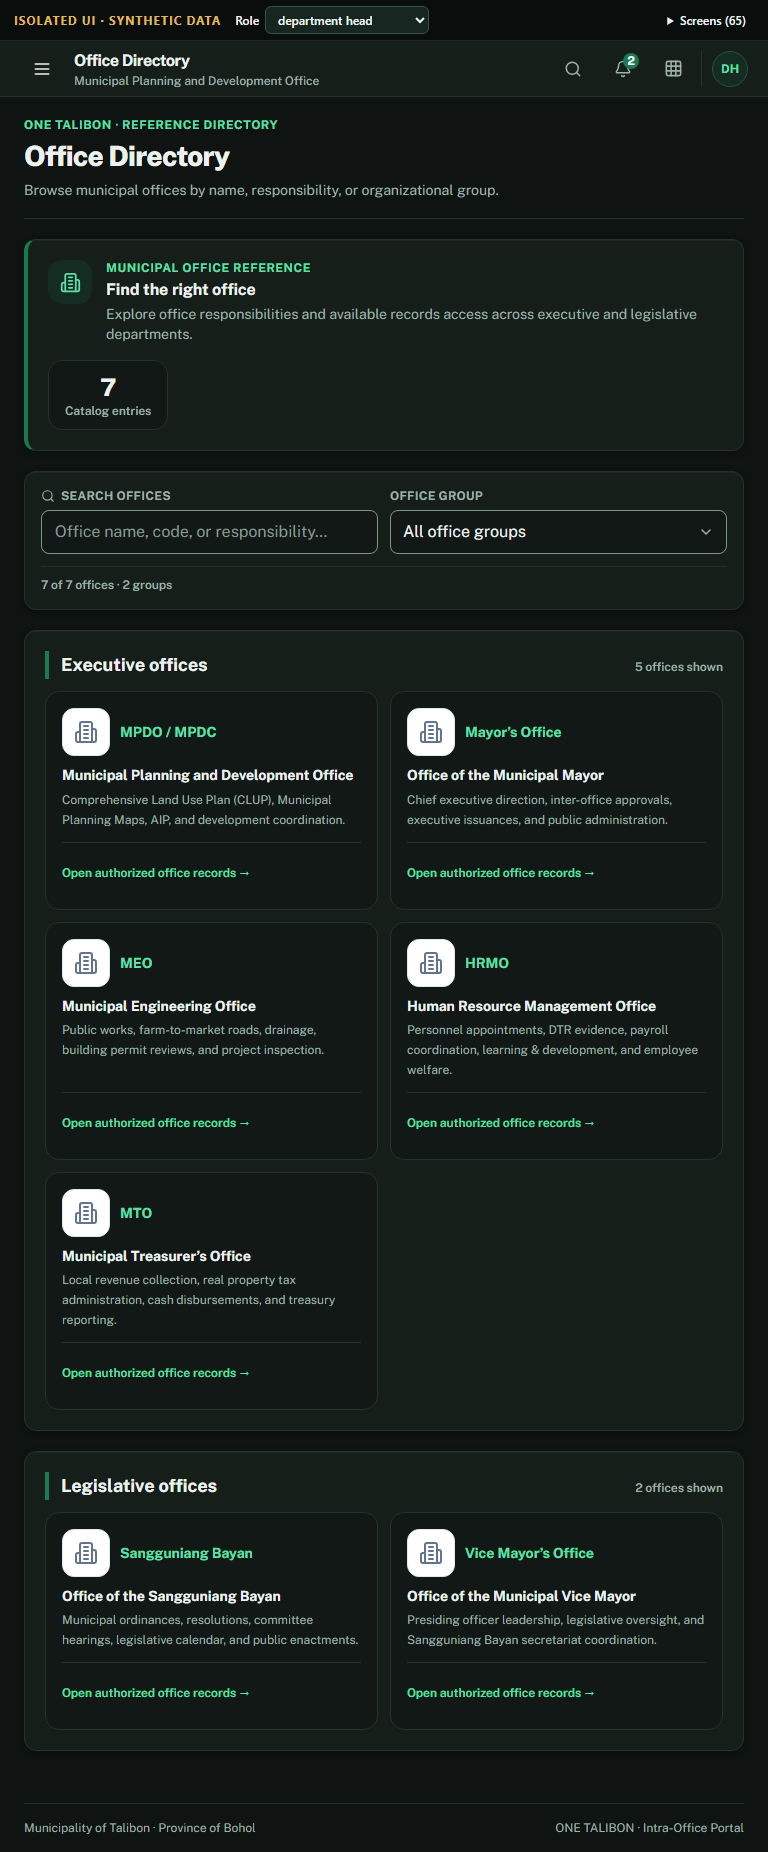 ISOLATED UI · SYNTHETIC DATA Role department head ▶ Screens (65)
Office Directory
Municipal Planning and Development Office
2
DH
ONE TALIBON · REFERENCE DIRECTORY
Office Directory
Browse municipal offices by name, responsibility, or organizational group.
MUNICIPAL OFFICE REFERENCE
Find the right office
Explore office responsibilities and available records access across executive and legislative
departments.
7
Catalog entries
SEARCH OFFICES
Office name, code, or responsibility...
OFFICE GROUP
All office groups
7 of 7 offices · 2 groups
Executive offices
5 offices shown
MPDO / MPDC
Municipal Planning and Development Office
Comprehensive Land Use Plan (CLUP), Municipal
Planning Maps, AIP, and development coordination.
Open authorized office records →
Mayor’s Office
Office of the Municipal Mayor
Chief executive direction, inter-office approvals,
executive issuances, and public administration.
Open authorized office records →
MEO
Municipal Engineering Office
Public works, farm-to-market roads, drainage,
building permit reviews, and project inspection.
Open authorized office records →
HRMO
Human Resource Management Office
Personnel appointments, DTR evidence, payroll
coordination, learning & development, and employee
welfare.
Open authorized office records →
MTO
Municipal Treasurer’s Office
Local revenue collection, real property tax
administration, cash disbursements, and treasury
reporting.
Open authorized office records →
Legislative offices
2 offices shown
Sangguniang Bayan
Office of the Sangguniang Bayan
Municipal ordinances, resolutions, committee
hearings, legislative calendar, and public enactments.
Open authorized office records →
Vice Mayor’s Office
Office of the Municipal Vice Mayor
Presiding officer leadership, legislative oversight, and
Sangguniang Bayan secretariat coordination.
Open authorized office records →
Municipality of Talibon · Province of Bohol
ONE TALIBON · Intra-Office Portal